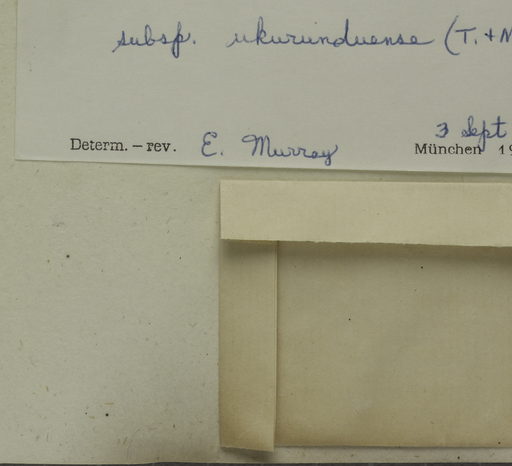 subsp. ukurunduense (T. + M
Determ. – rev. E. Murray 3 Sept
München 19